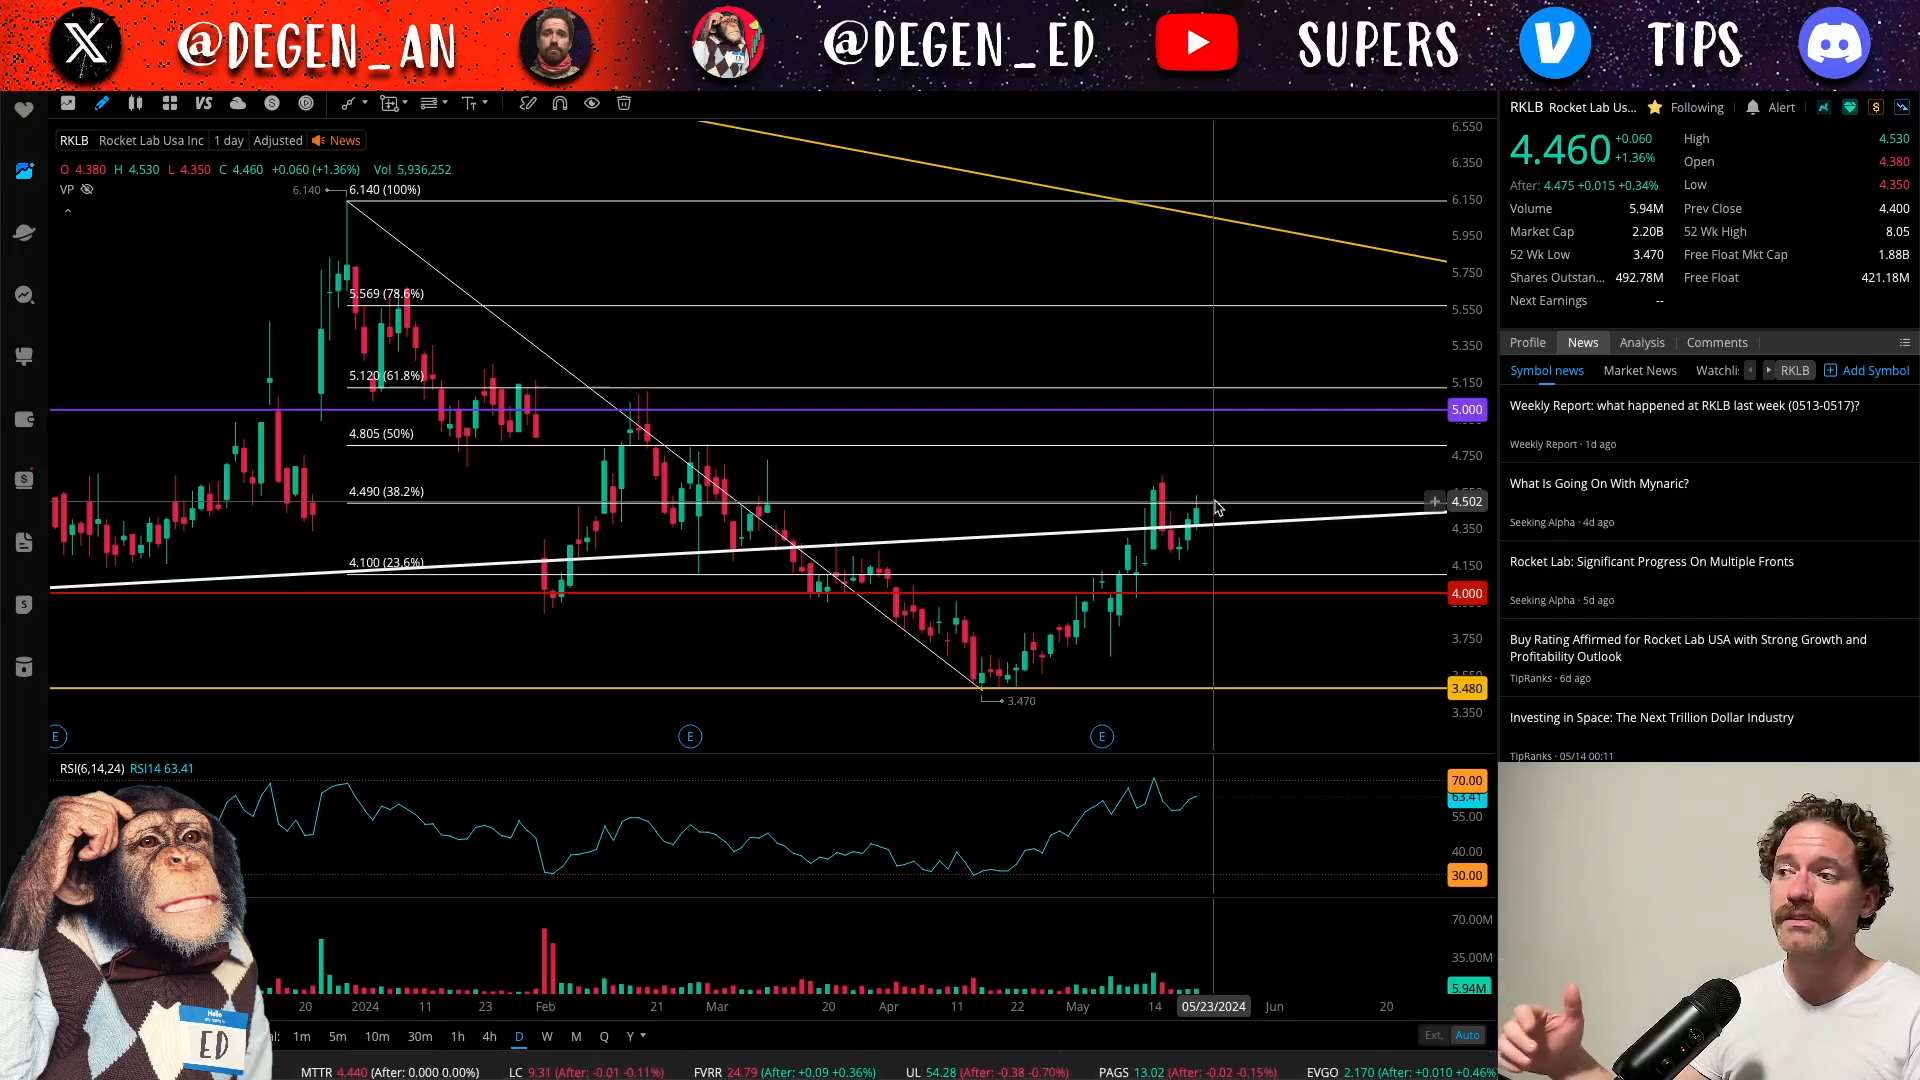 @DEGEN_AN @DEGEN_ED SUPERS TIPS
VS
RKLB Rocket Lab Usa Inc 1 day Adjusted News
O 4.380 H 4.530 L 4.350 C 4.460 +0.060 (+1.36%) Vol 5,936,252
VP
6.140
6.140 (100%)
5.569 (78.6%)
5.120 (61.8%)
4.805 (50%)
4.490 (38.2%)
4.100 (23.6%)
3.470
6.550
6.350
6.150
5.950
5.750
5.550
5.350
5.150
5.000
4.750
4.502
4.350
4.150
4.000
3.750
3.480
3.350
E E E
RSI(6,14,24) RSI14 63.41
70.00
63.41
55.00
40.00
30.00
70.00M
35.00M
5.94M
20 2024 11 23 Feb 21 Mar 20 Apr 11 22 May 14 05/23/2024 Jun 20
1m 5m 10m 30m 1h 4h D W M Q Y
Ext. Auto
MTTR 4.440 (After: 0.000 0.00%) LC 9.31 (After: -0.01 -0.11%) FVRR 24.79 (After: +0.09 +0.36%) UL 54.28 (After: -0.38 -0.70%) PAGS 13.02 (After: -0.02 -0.15%) EVGO 2.170 (After: +0.010 +0.46%
RKLB Rocket Lab Us... Following Alert
4.460 +0.060
+1.36%
After: 4.475 +0.015 +0.34%
High 4.530
Open 4.380
Low 4.350
Volume 5.94M Prev Close 4.400
Market Cap 2.20B 52 Wk High 8.05
52 Wk Low 3.470 Free Float Mkt Cap 1.88B
Shares Outstan... 492.78M Free Float 421.18M
Next Earnings --
Profile News Analysis Comments
Symbol news Market News Watchli RKLB Add Symbol
Weekly Report: what happened at RKLB last week (0513-0517)?
Weekly Report · 1d ago
What Is Going On With Mynaric?
Seeking Alpha · 4d ago
Rocket Lab: Significant Progress On Multiple Fronts
Seeking Alpha · 5d ago
Buy Rating Affirmed for Rocket Lab USA with Strong Growth and
Profitability Outlook
TipRanks · 6d ago
Investing in Space: The Next Trillion Dollar Industry
TipRanks · 05/14 00:11
Hello
ED